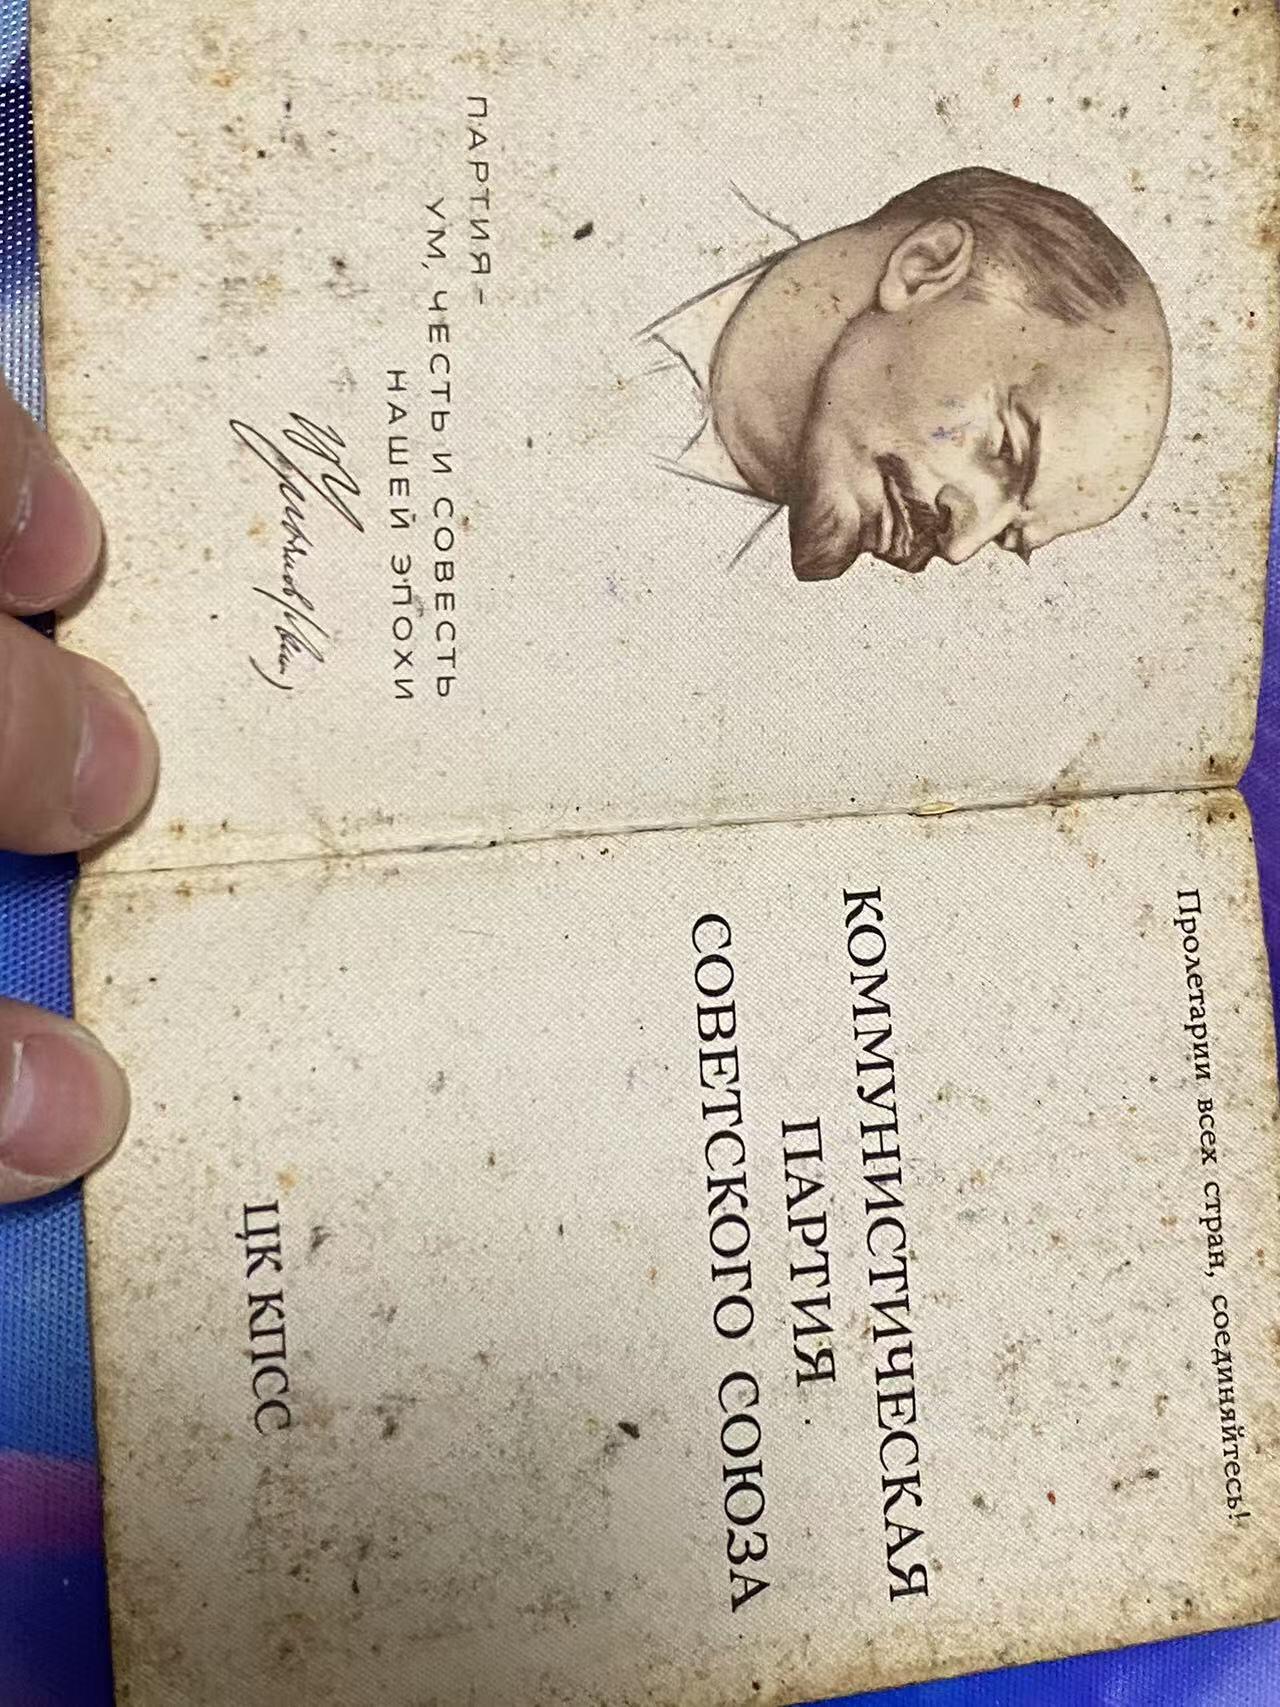 ПАРТИЯ -
УМ, ЧЕСТЬ И СОВЕСТЬ
НАШЕЙ ЭПОХИ
Пролетарии всех стран, соединяйтесь!
КОММУНИСТИЧЕСКАЯ
ПАРТИЯ
СОВЕТСКОГО СОЮЗА
ЦК КПСС